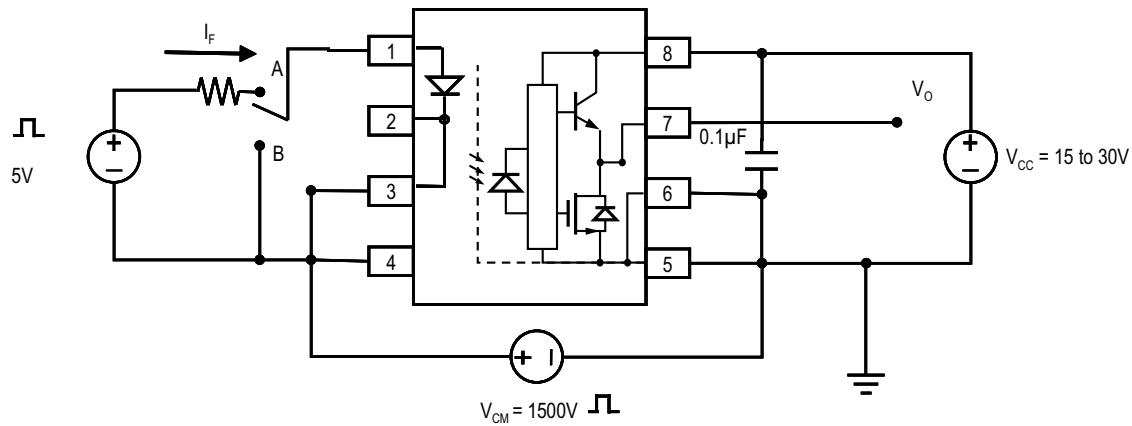 I_F
A
B
5V
1
2
3
4
8
7
6
5
0.1µF
V_O
V_CC = 15 to 30V
V_CM = 1500V